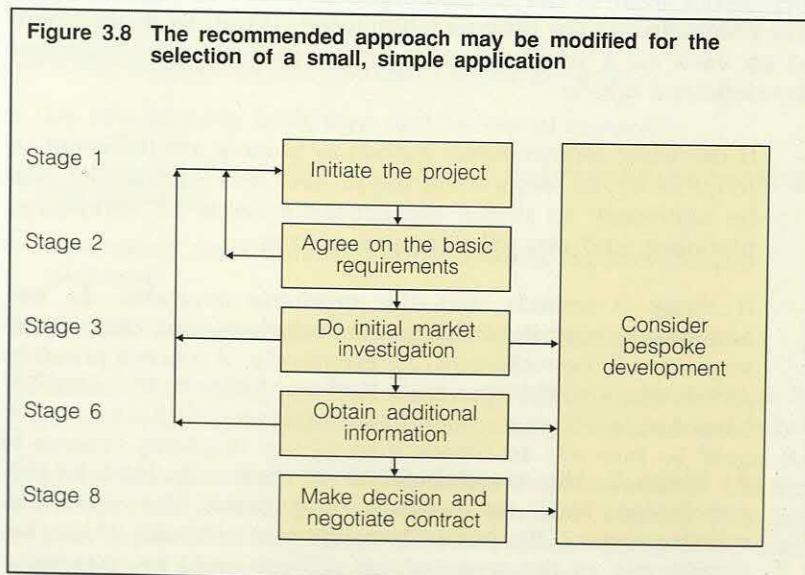 Figure 3.8 The recommended approach may be modified for the
selection of a small, simple application
Stage 1
Initiate the project
Stage 2
Agree on the basic
requirements
Stage 3
Do initial market
investigation
Consider
bespoke
development
Stage 6
Obtain additional
information
Stage 8
Make decision and
negotiate contract